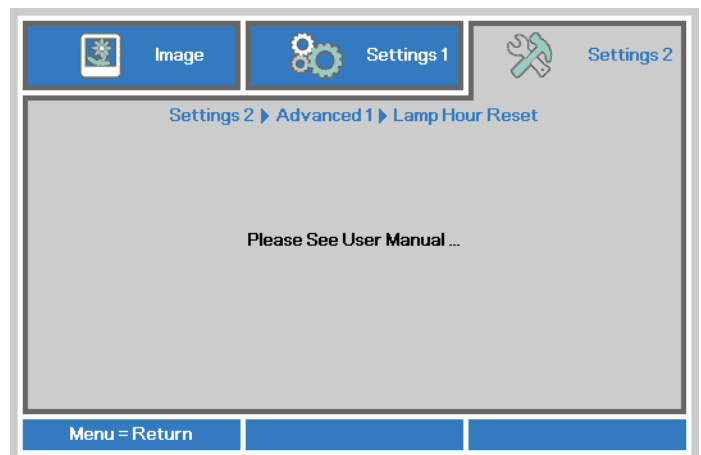 Image
Settings 1
Settings 2
Settings 2 ▶ Advanced 1 ▶ Lamp Hour Reset
Please See User Manual ...
Menu = Return